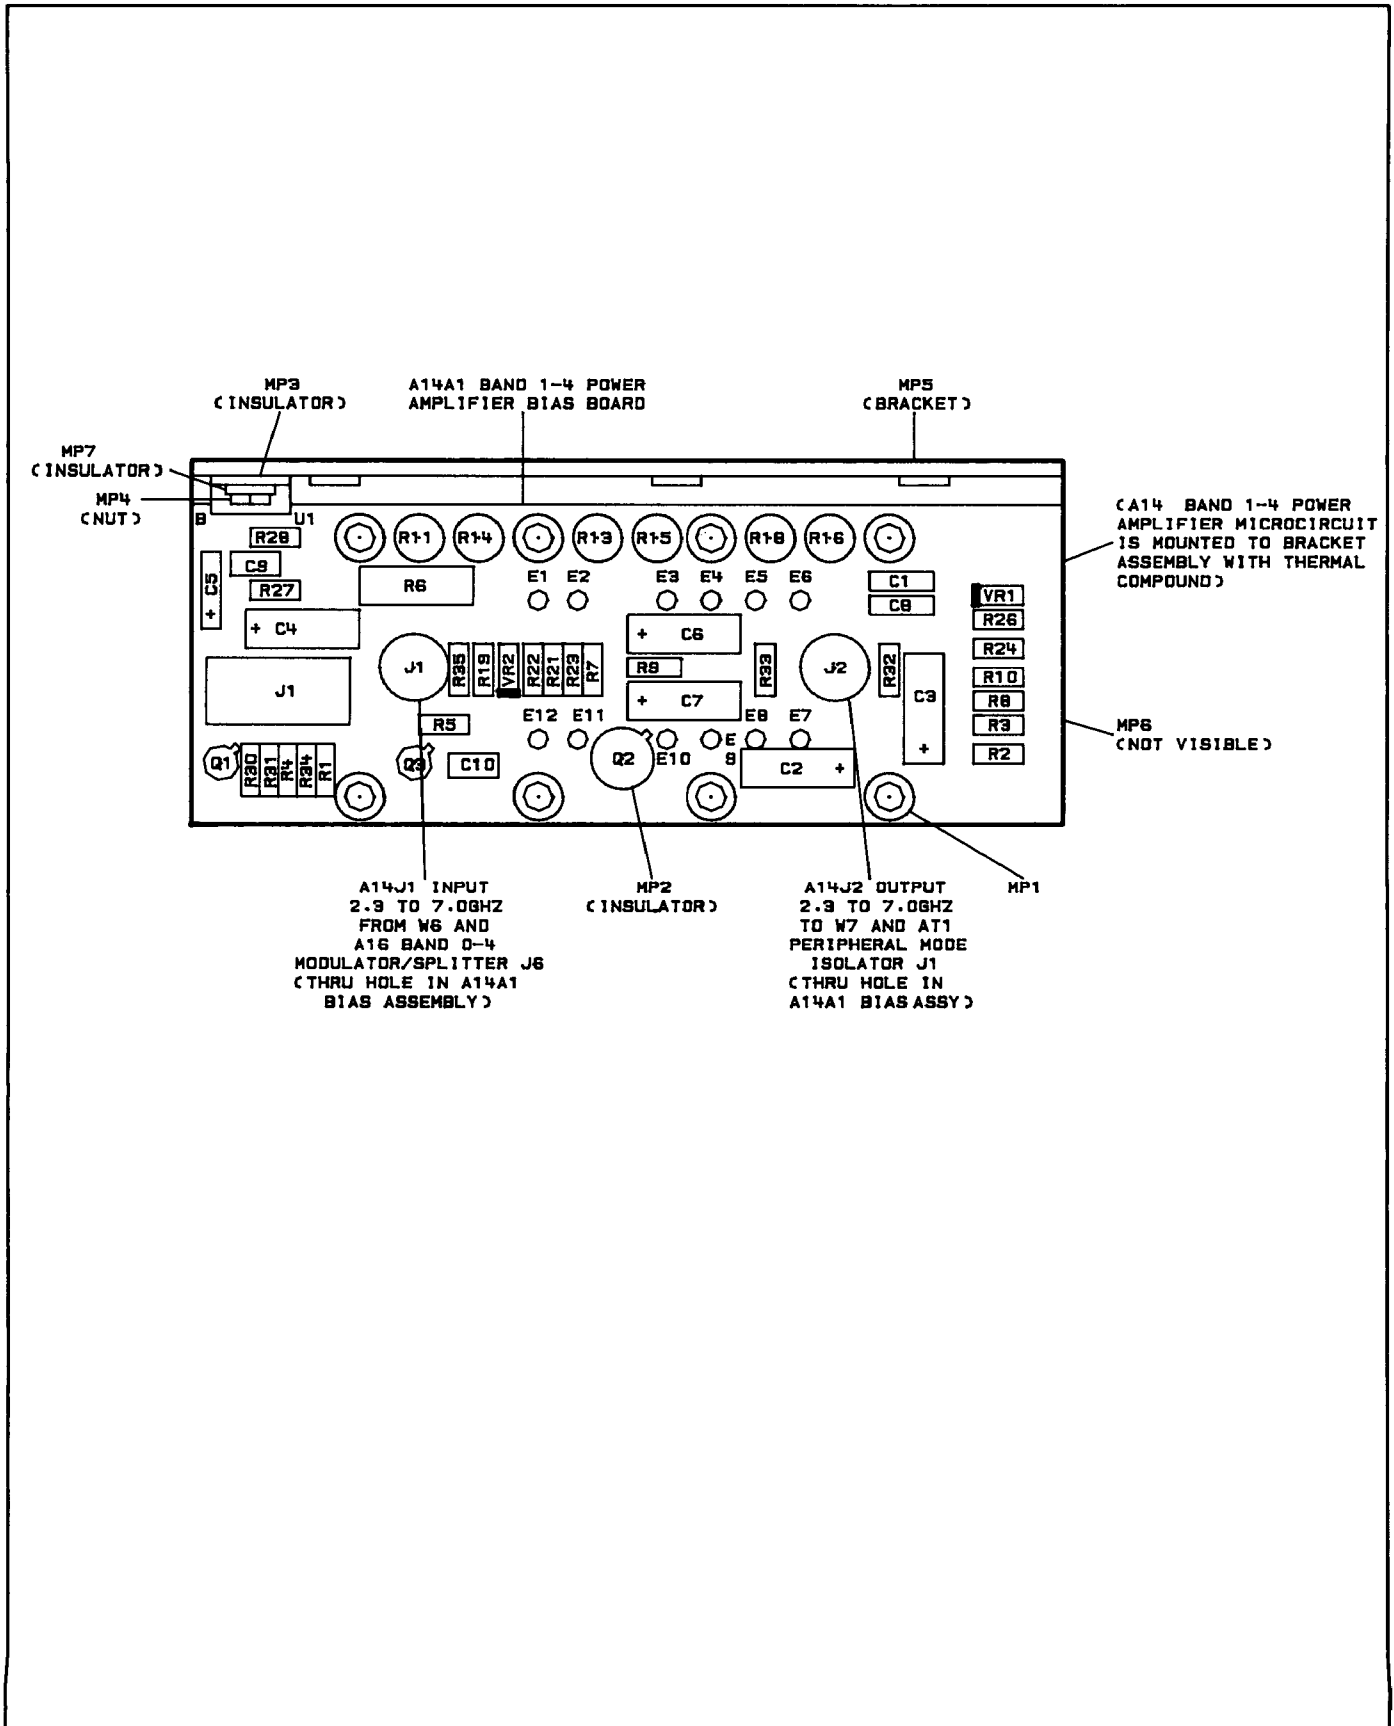 MP3
(INSULATOR)
A14A1 BAND 1-4 POWER
AMPLIFIER BIAS BOARD
MP5
(BRACKET)
MP7
(INSULATOR)
MP4
(NUT)
(A14 BAND 1-4 POWER
AMPLIFIER MICROCIRCUIT
IS MOUNTED TO BRACKET
ASSEMBLY WITH THERMAL
COMPOUND)
B
U1
R28
R11
R14
R13
R15
R18
R16
C9
C5
+
R27
R6
E1
E2
E3
E4
E5
E6
C1
C8
VR1
R26
+ C4
+ C6
R24
J1
J1
R35
R19
VR2
R22
R21
R23
R7
R9
R33
J2
R32
C3
+
R10
R8
R3
R2
+ C7
R5
E12
E11
E8
E7
Q1
R30
R31
R4
R34
R1
Q3
C10
Q2
E10
E
9
C2 +
MP6
(NOT VISIBLE)
A14J1 INPUT
2.3 TO 7.0GHZ
FROM W6 AND
A16 BAND 0-4
MODULATOR/SPLITTER J6
(THRU HOLE IN A14A1
BIAS ASSEMBLY)
MP2
(INSULATOR)
A14J2 OUTPUT
2.3 TO 7.0GHZ
TO W7 AND AT1
PERIPHERAL MODE
ISOLATOR J1
(THRU HOLE IN
A14A1 BIAS ASSY)
MP1